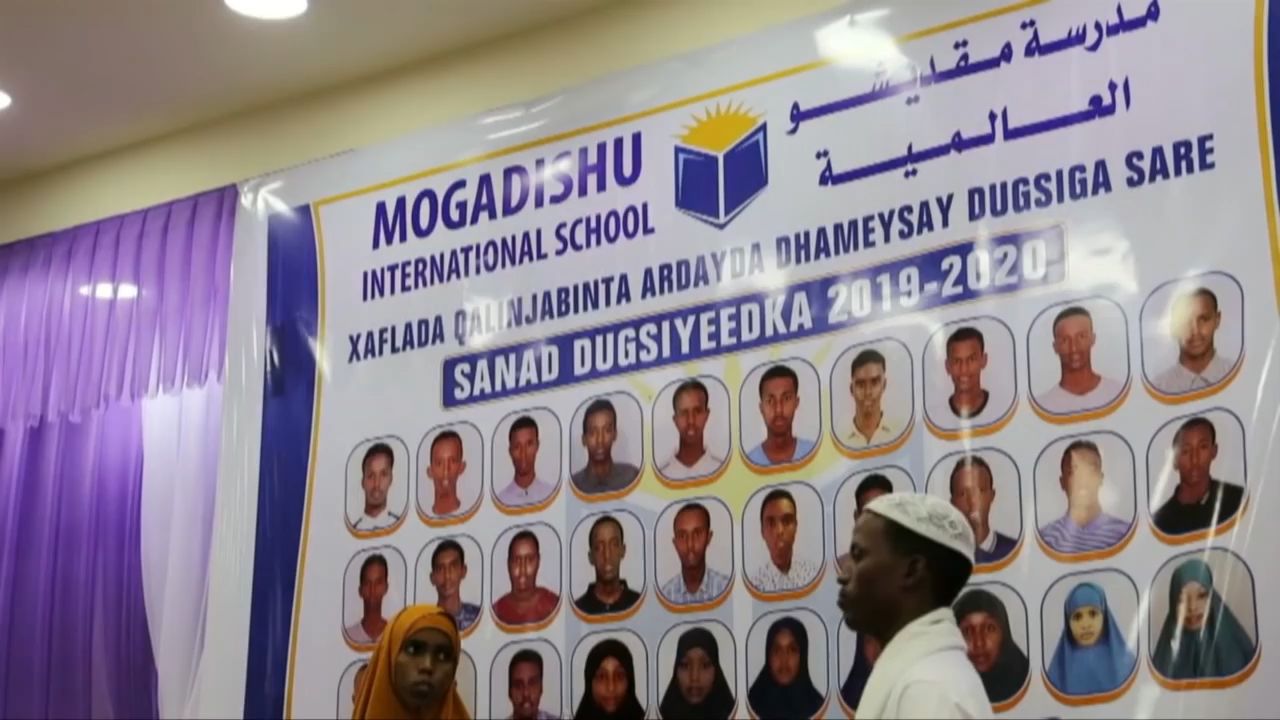 MOGADISHU
INTERNATIONAL SCHOOL
مدرسة مقديشو
العالمية
XAFLADA QALINJABINTA ARDAYDA DHAMEYSAY DUGSIGA SARE
SANAD DUGSIYEEDKA 2019-2020